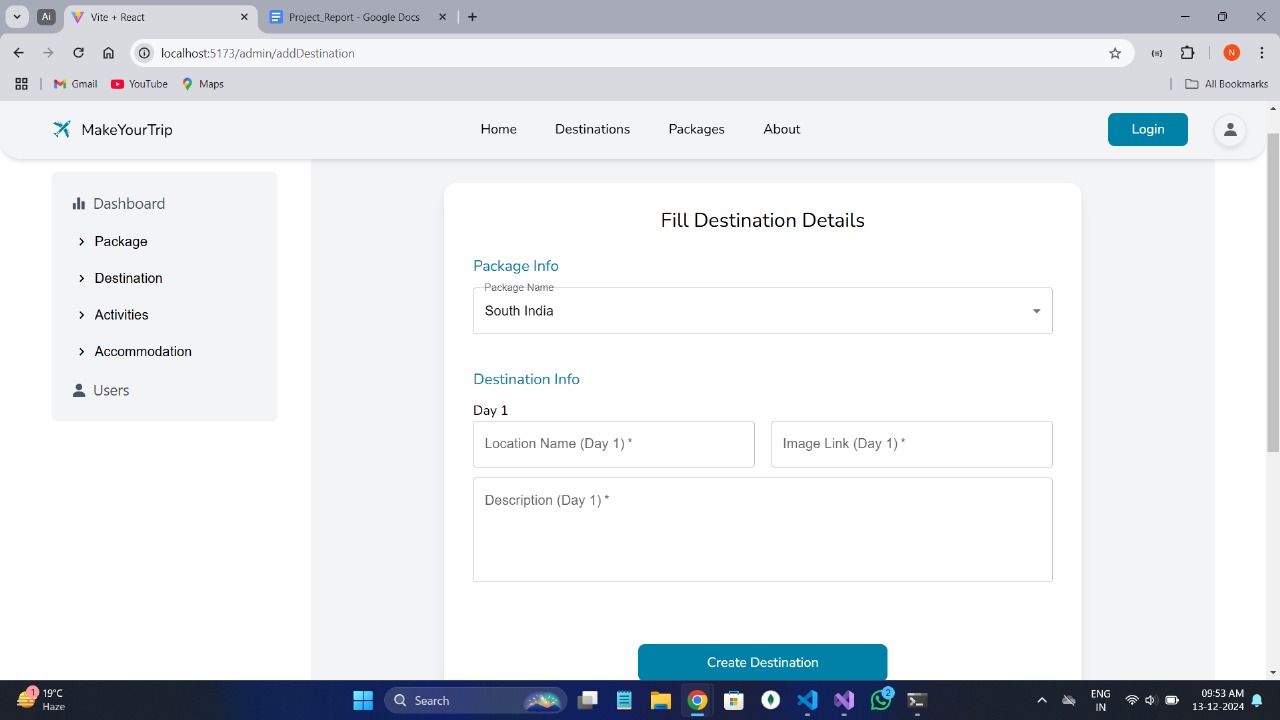 Ai
Vite + React
Project_Report - Google Docs
localhost:5173/admin/addDestination
N
Gmail
YouTube
Maps
All Bookmarks
MakeYourTrip
Home
Destinations
Packages
About
Login
Dashboard
Package
Destination
Activities
Accommodation
Users
Fill Destination Details
Package Info
Package Name
South India
Destination Info
Day 1
Location Name (Day 1) *
Image Link (Day 1) *
Description (Day 1) *
Create Destination
1
19°C
Haze
Search
2
ENG
IN
09:53 AM
13-12-2024